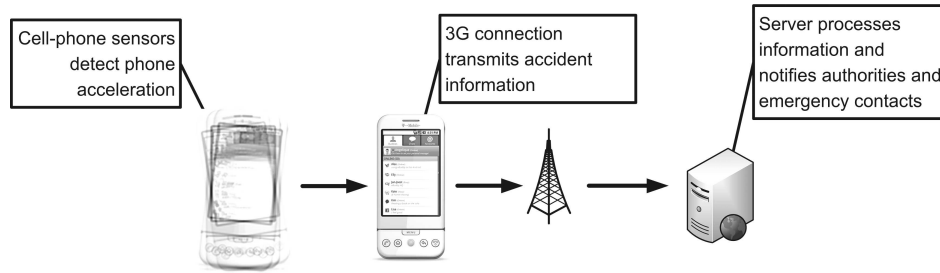 Cell-phone sensors
detect phone
acceleration
3G connection
transmits accident
information
Server processes
information and
notifies authorities and
emergency contacts